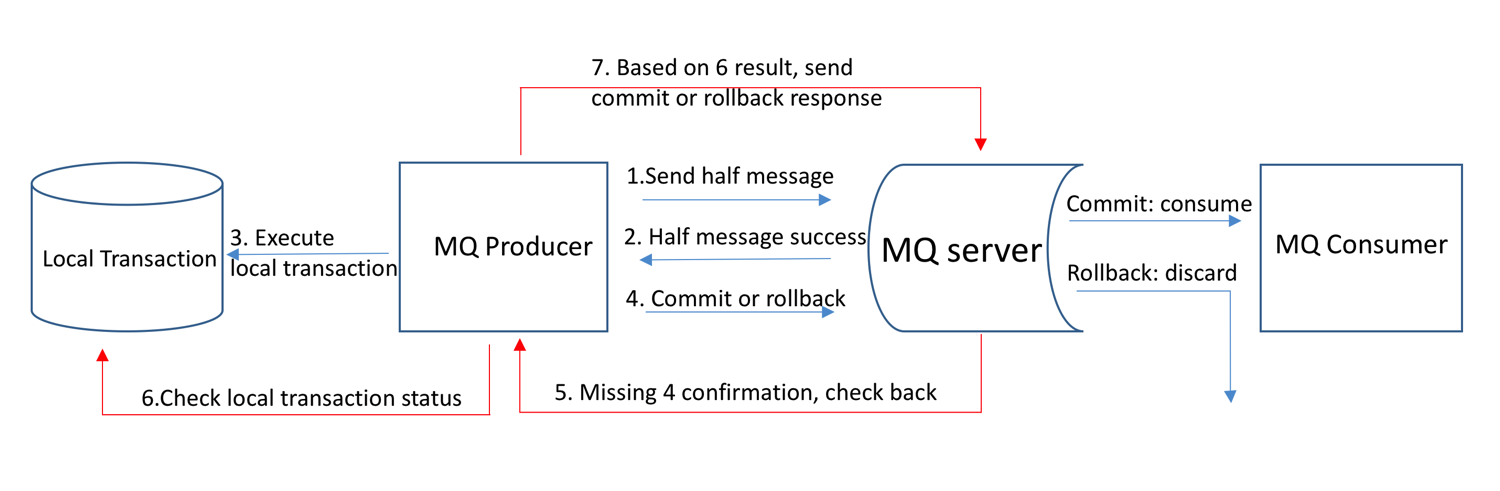 7. Based on 6 result, send
commit or rollback response
1.Send half message
Commit: consume
3. Execute
2. Half message success
Local Transaction
MQ Producer
MQ server
MQ Consumer
local transaction
Rollback: discard
4. Commit or rollback
6.Check local transaction status
5. Missing 4 confirmation, check back